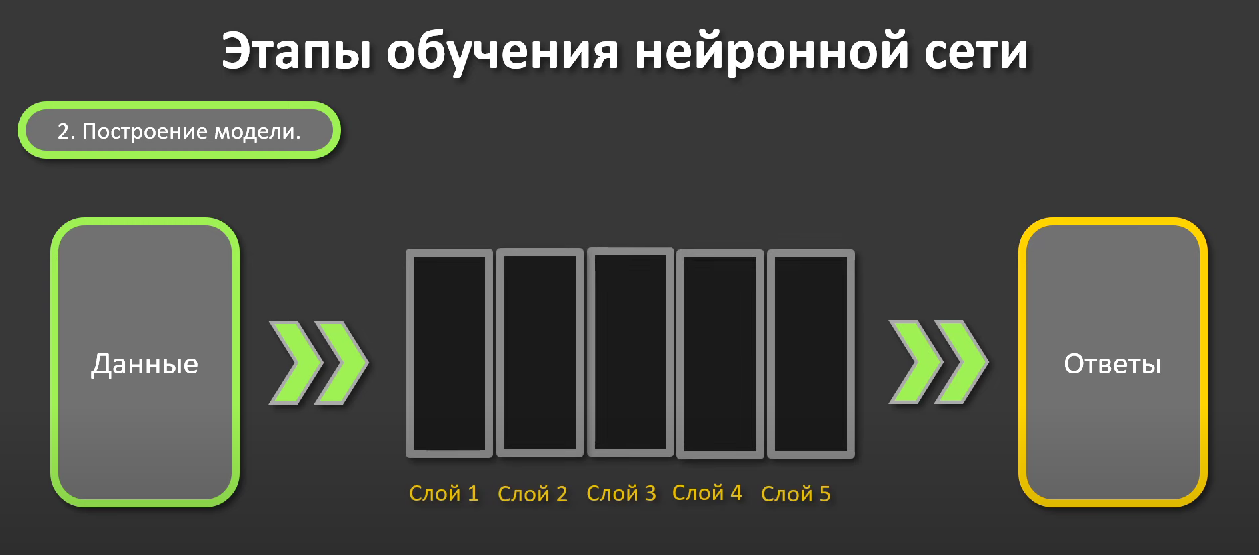 Этапы обучения нейронной сети
2. Построение модели.
Данные
Ответы
Слой 1 Слой 2 Слой 3 Слой 4 Слой 5